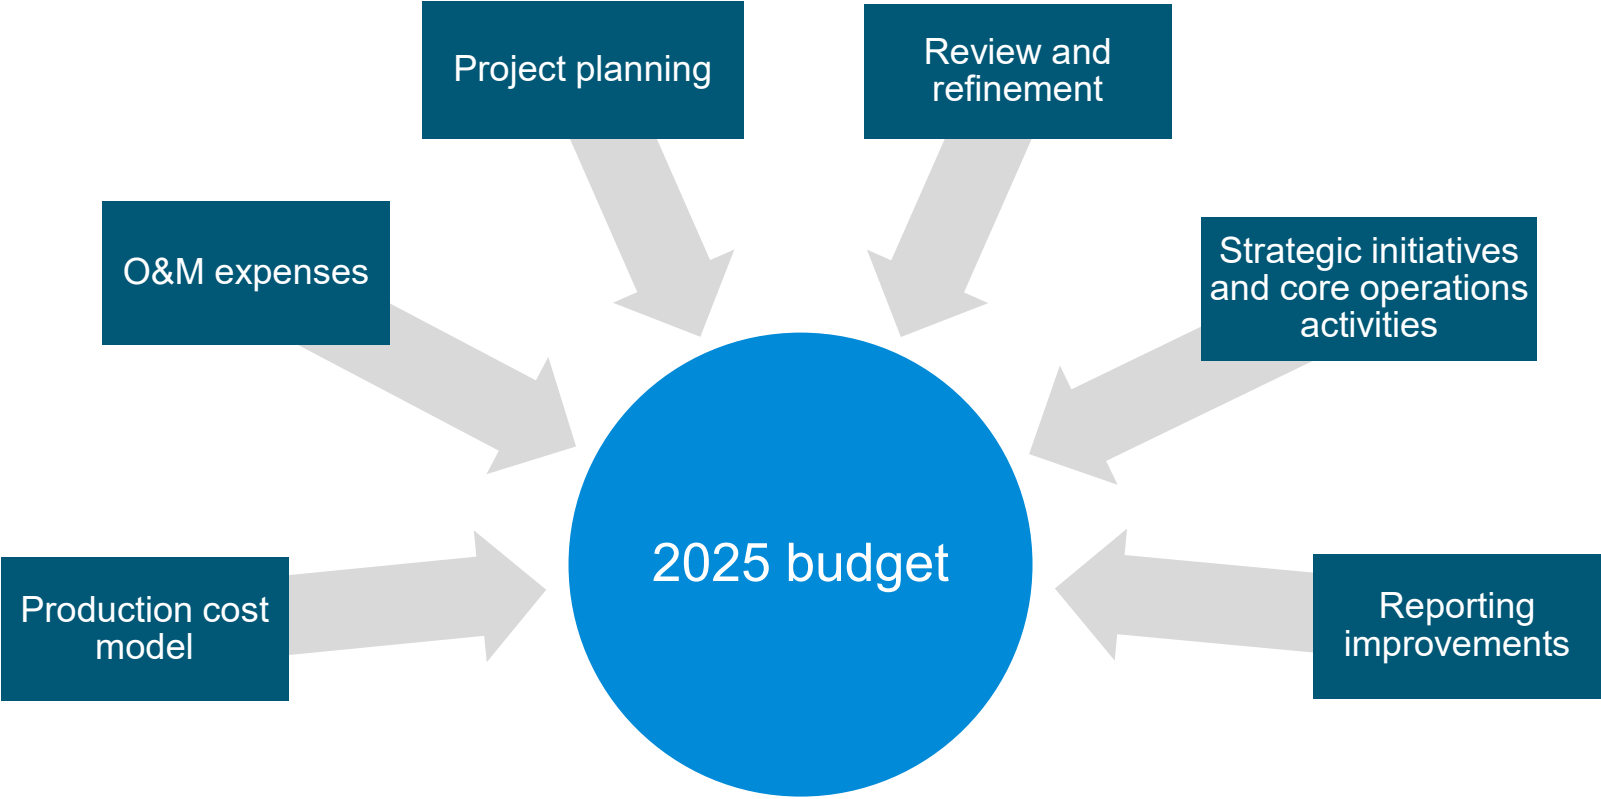 Project planning
Review and
refinement
O&M expenses
Strategic initiatives
and core operations
activities
2025 budget
Production cost
model
Reporting
improvements